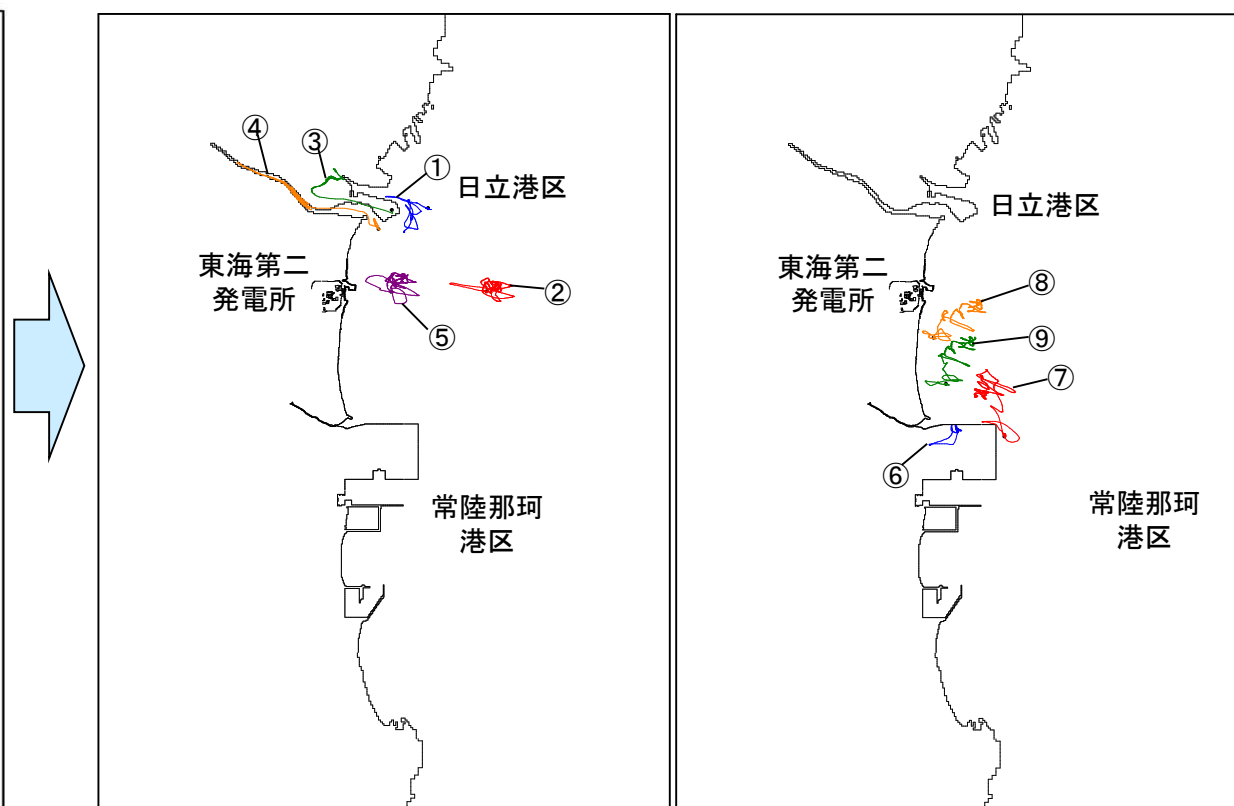 ④
③
①
日立港区
東海第二
発電所
②
⑤
常陸那珂
港区
日立港区
東海第二
発電所
⑧
⑨
⑦
⑥
常陸那珂
港区